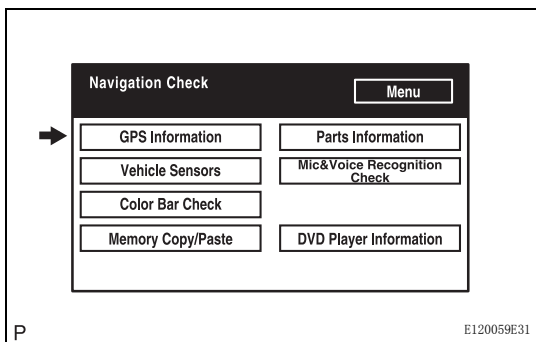 Navigation Check
Menu
GPS Information
Parts Information
Vehicle Sensors
Mic&Voice Recognition
Check
Color Bar Check
Memory Copy/Paste
DVD Player Information
P
E120059E31